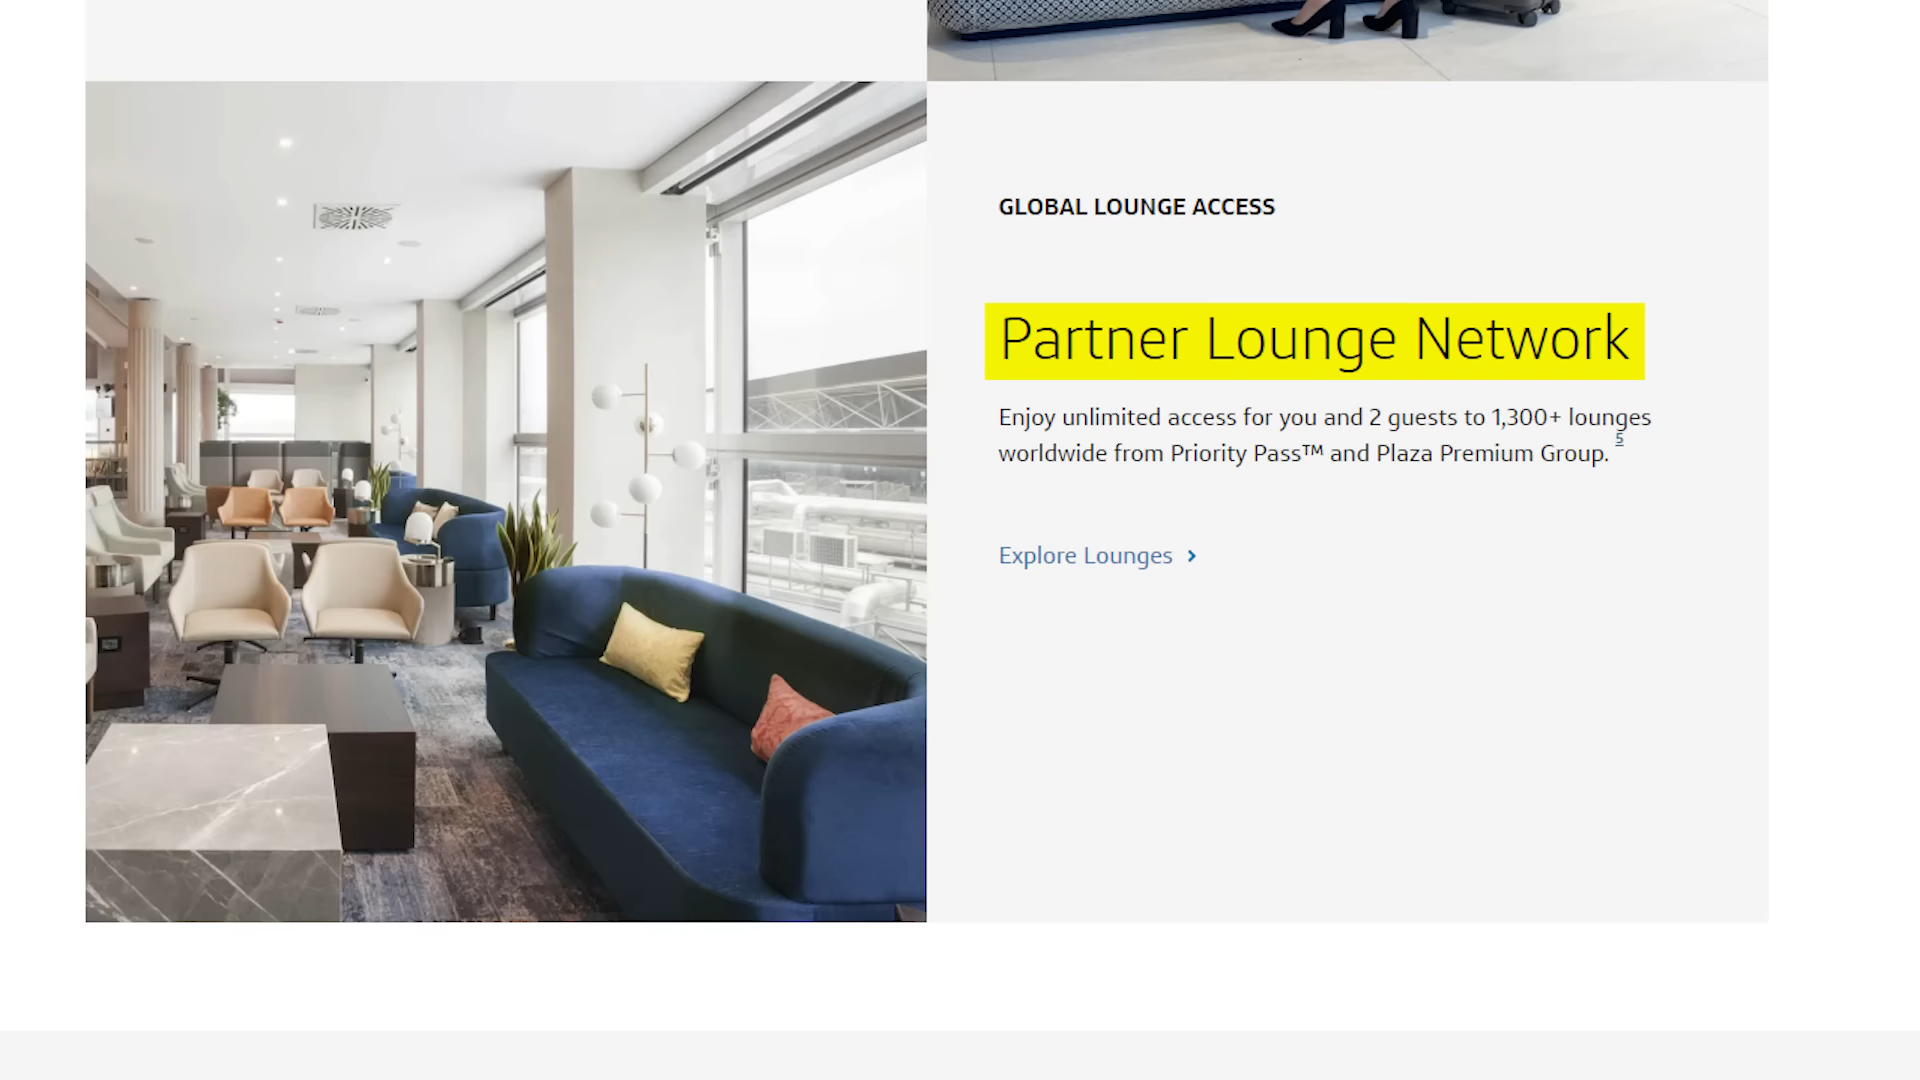 GLOBAL LOUNGE ACCESS
Partner Lounge Network
Enjoy unlimited access for you and 2 guests to 1,300+ lounges
worldwide from Priority Pass™ and Plaza Premium Group. 5
Explore Lounges